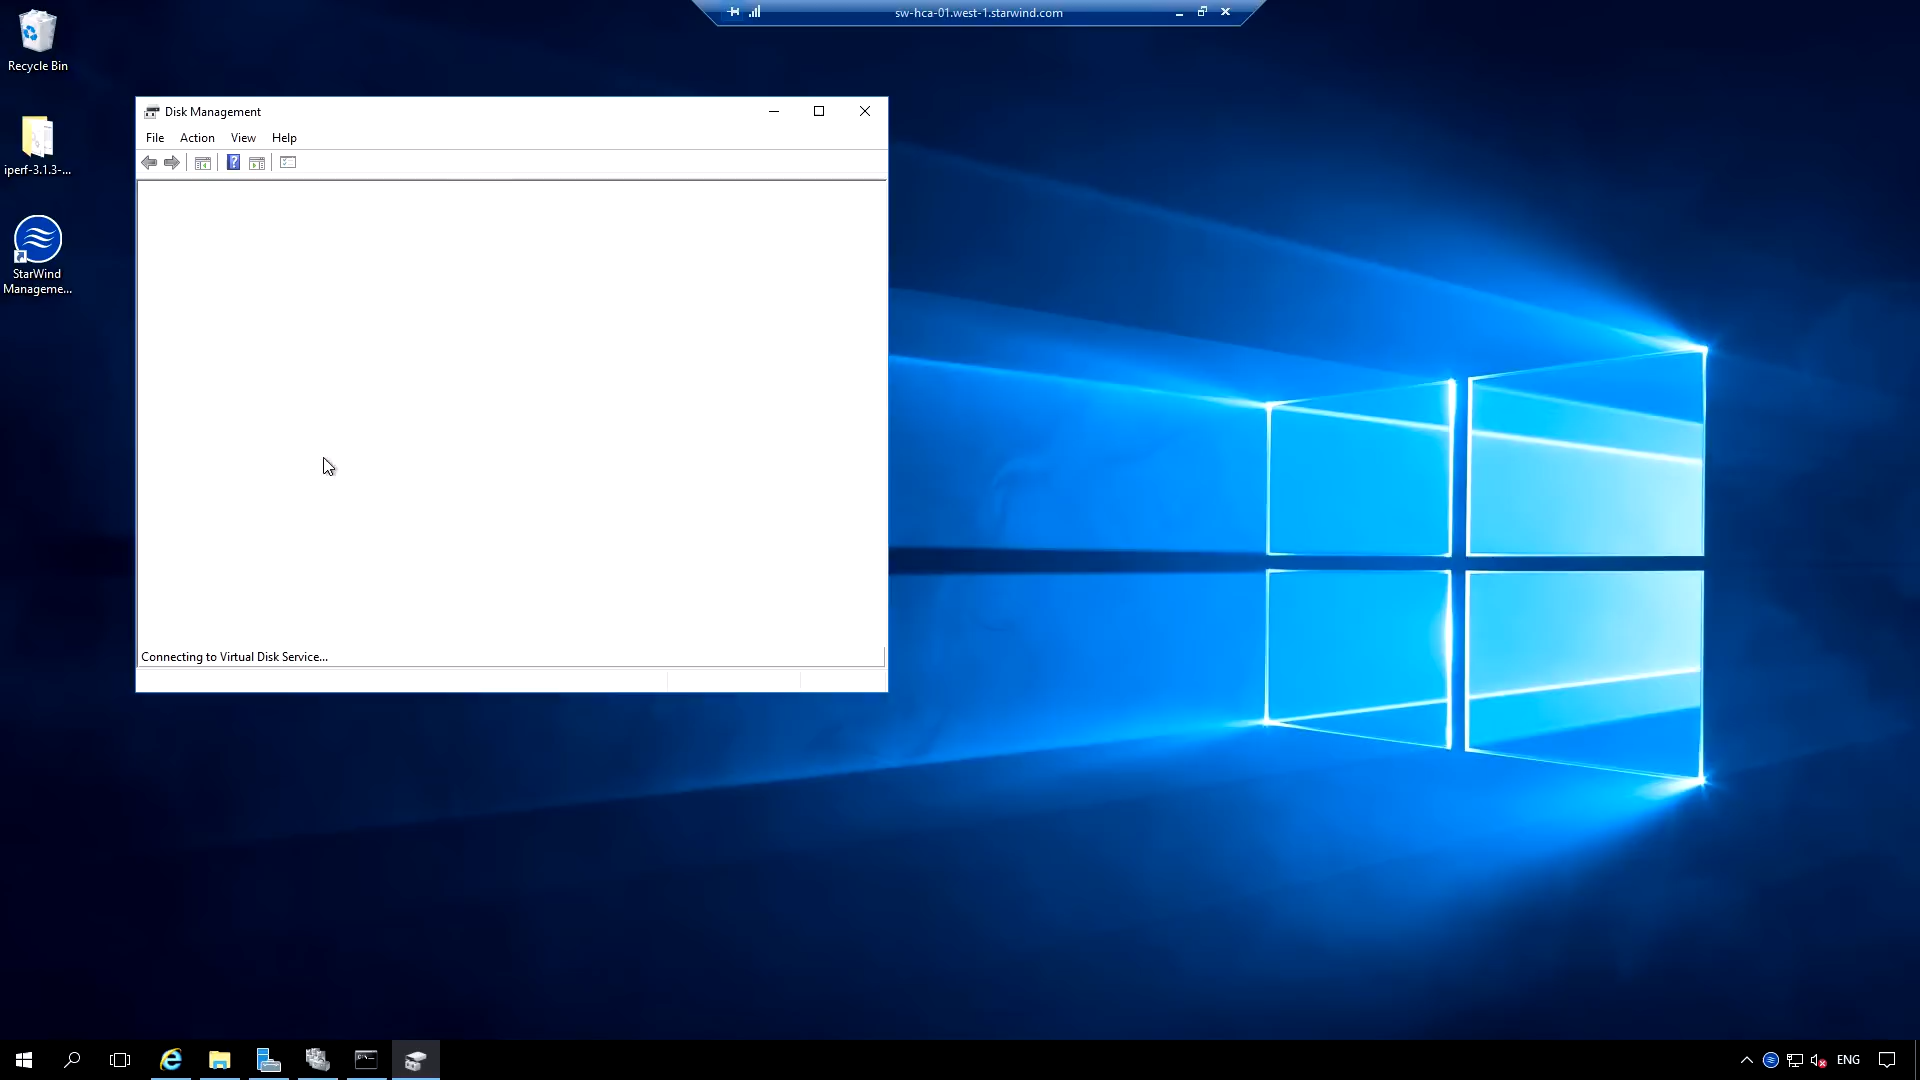 sw-hca-01.west-1.starwind.com
Recycle Bin
iperf-3.1.3-...
StarWind
Manageme...
Disk Management
File Action View Help
?
Connecting to Virtual Disk Service...
ENG